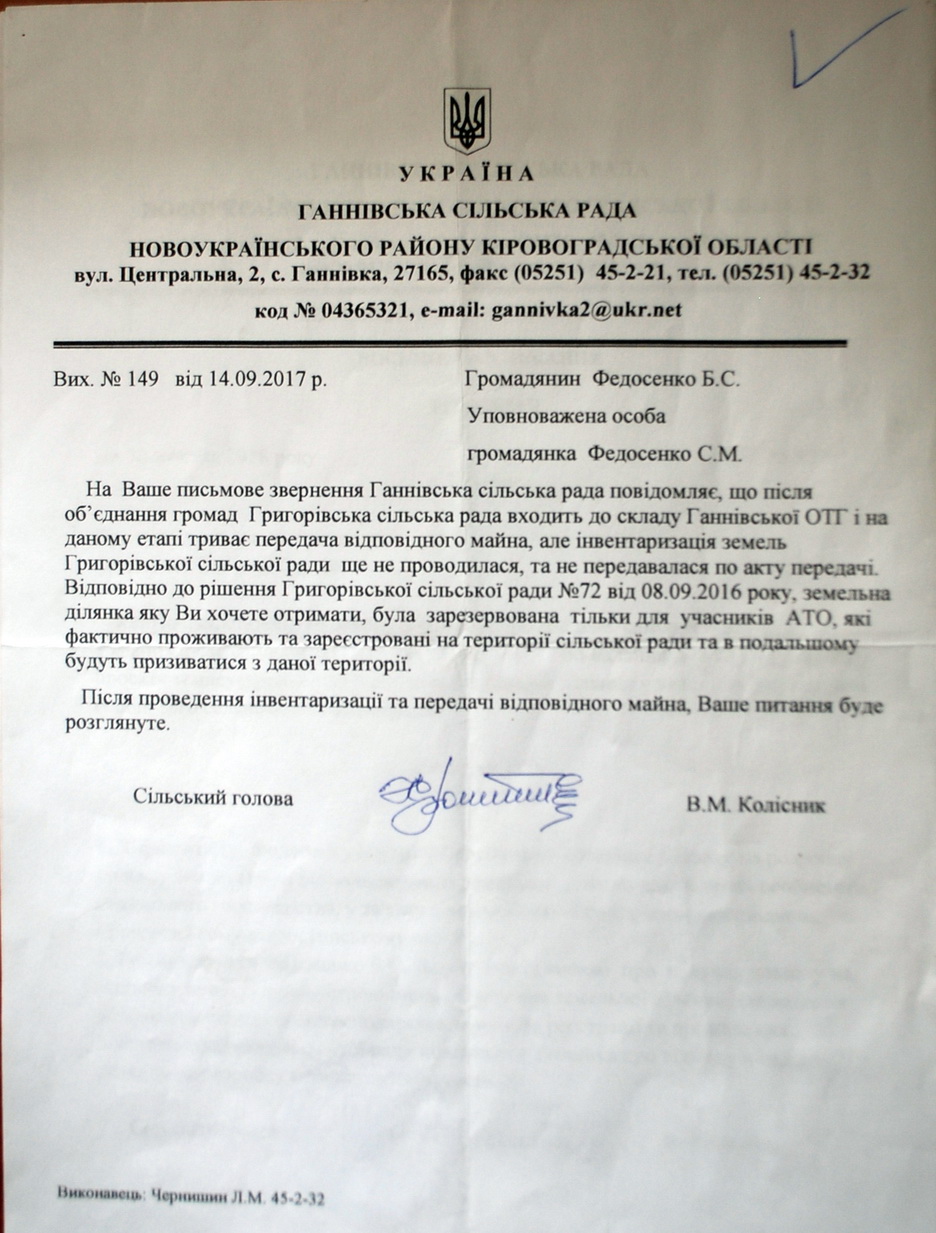 УКРАЇНА
ГАННІВСЬКА СІЛЬСЬКА РАДА
НОВОУКРАЇНСЬКОГО РАЙОНУ КІРОВОГРАДСЬКОЇ ОБЛАСТІ
вул. Центральна, 2, с. Ганнівка, 27165, факс (05251) 45-2-21, тел. (05251) 45-2-32
код № 04365321, e-mail: gannivka2@ukr.net
Вих. № 149 від 14.09.2017 р.
Громадянин Федосенко Б.С.
Уповноважена особа
громадянка Федосенко С.М.
На Ваше письмове звернення Ганнівська сільська рада повідомляє, що після
об’єднання громад Григорівська сільська рада входить до складу Ганнівської ОТГ і на
даному етапі триває передача відповідного майна, але інвентаризація земель
Григорівської сільської ради ще не проводилася, та не передавалася по акту передачі.
Відповідно до рішення Григорівської сільської ради №72 від 08.09.2016 року, земельна
ділянка яку Ви хочете отримати, була зарезервована тільки для учасників АТО, які
фактично проживають та зареєстровані на території сільської ради та в подальшому
будуть призиватися з даної території.
Після проведення інвентаризації та передачі відповідного майна, Ваше питання буде
розглянуте.
Сільський голова
В.М. Колісник
Виконавець: Чернишин Л.М. 45-2-32